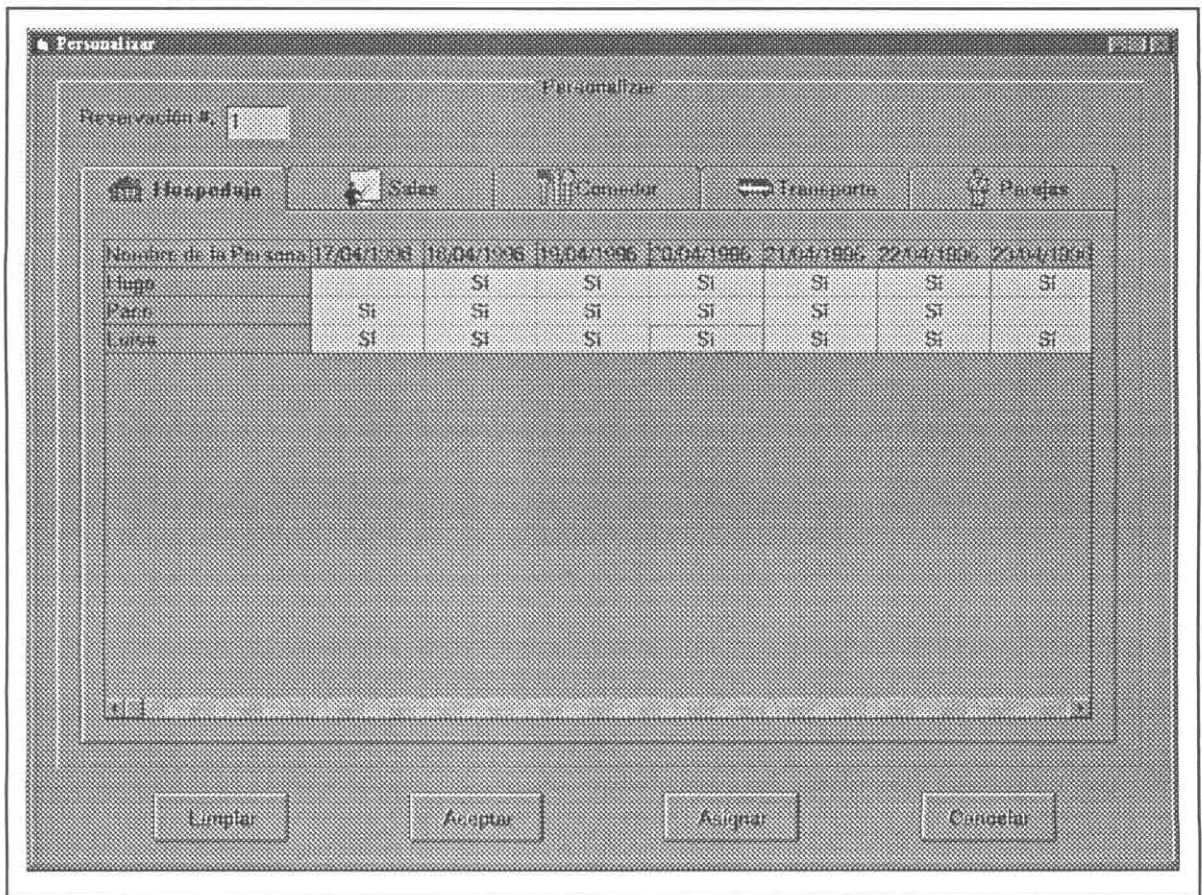 Personalizar
Personalizar
Reservación #. 1
Hospedaje Salas Comedor Transporte Parejas
Nombre de la Persona 17/04/1996 18/04/1996 19/04/1996 20/04/1996 21/04/1996 22/04/1996 23/04/1996
Hugo Sí Sí Sí Sí Sí Sí
Sí Sí Sí Sí Sí Sí
Luisa Sí Sí Sí Sí Sí Sí Sí
Limpiar Aceptar Asignar Cancelar